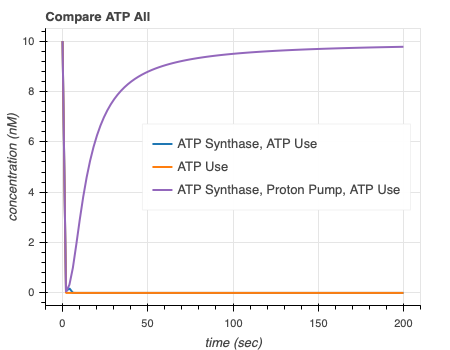 Compare ATP All
10
8
6
4
2
0
concentration (nM)
ATP Synthase, ATP Use
ATP Use
ATP Synthase, Proton Pump, ATP Use
0 50 100 150 200
time (sec)